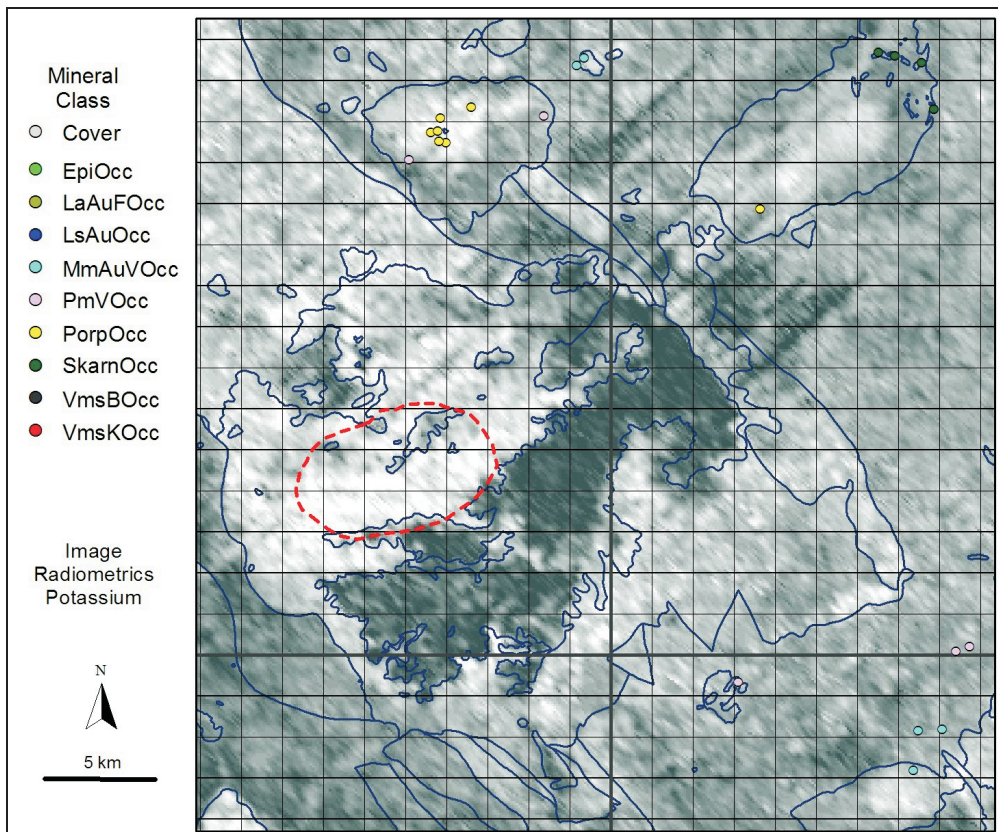 Mineral
Class
Cover
EpiOcc
LaAuFOcc
LsAuOcc
MmAuVOcc
PmVOcc
PorpOcc
SkarnOcc
VmsBOcc
VmsKOcc
Image
Radiometrics
Potassium
N
5 km